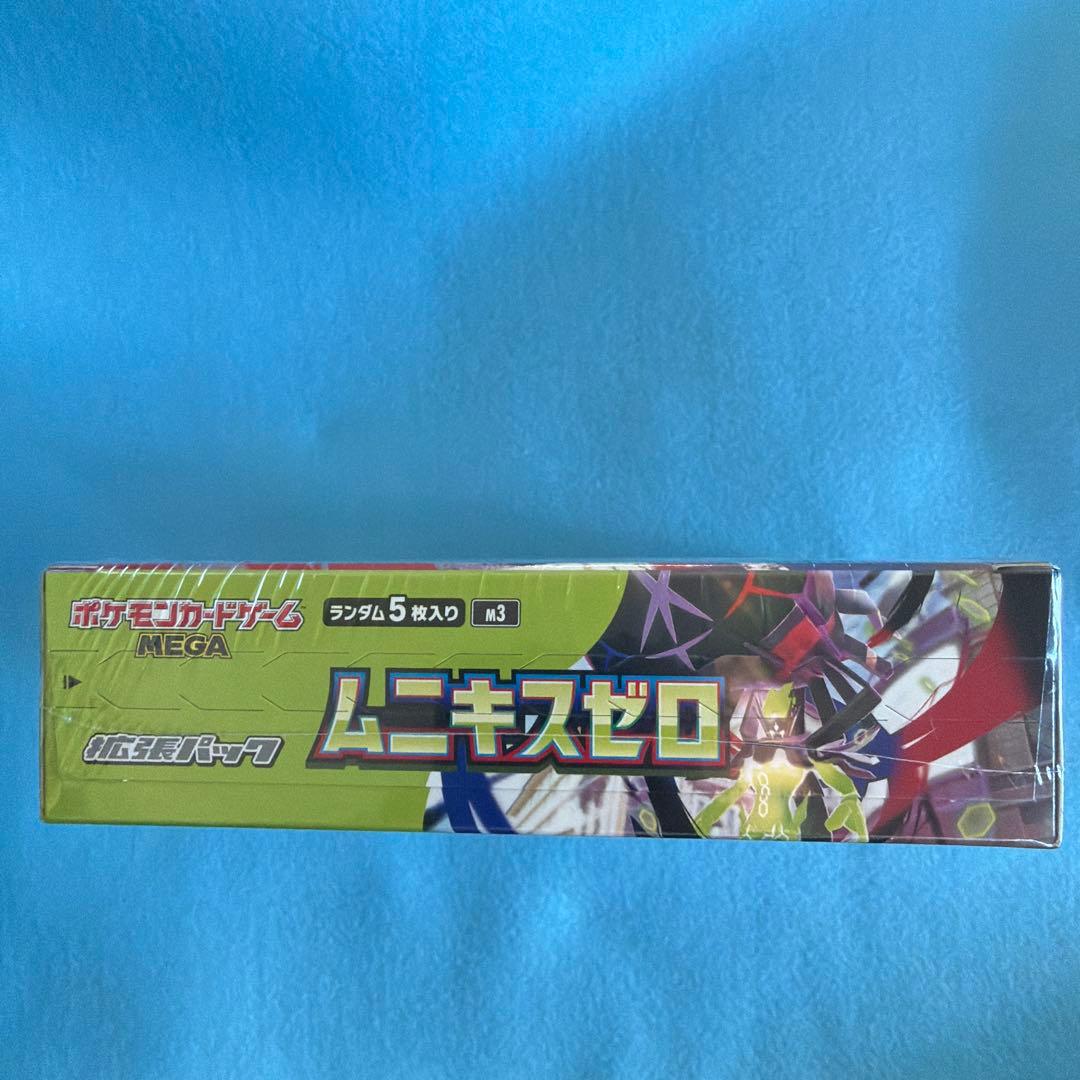 ポケモンカードゲーム
MEGA
ランダム5枚入り
M3
ムニキスゼロ
拡張パック